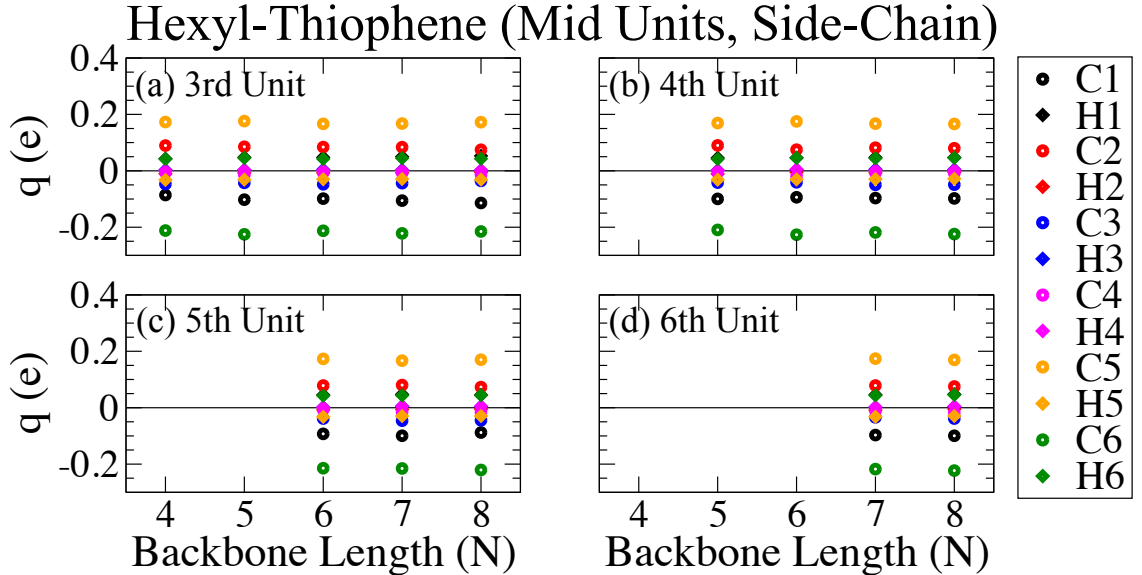 Hexyl-Thiophene (Mid Units, Side-Chain)
(a) 3rd Unit
(b) 4th Unit
0.4
0.2
0
-0.2
q (e)
(c) 5th Unit
(d) 6th Unit
0.4
0.2
0
-0.2
q (e)
4 5 6 7 8
4 5 6 7 8
Backbone Length (N)
Backbone Length (N)
C1
H1
C2
H2
C3
H3
C4
H4
C5
H5
C6
H6